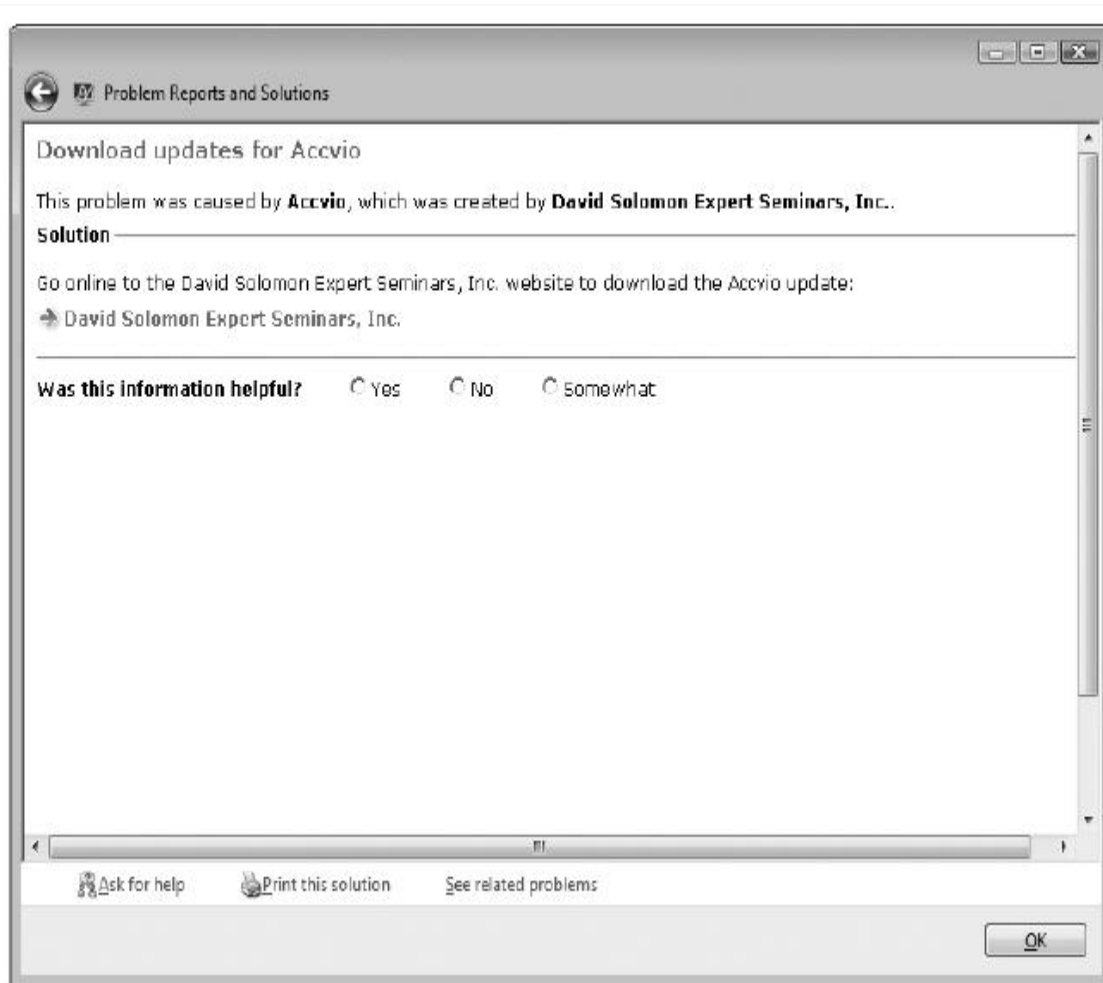 Problem Reports and Solutions
Download updates for Accvio
This problem was caused by Accvio, which was created by David Solomon Expert Seminars, Inc..
Solution
Go online to the David Solomon Expert Seminars, Inc. website to download the Accvio update:
David Solomon Expert Seminars, Inc.
Was this information helpful? Yes No Somewhat
Ask for help Print this solution See related problems
OK